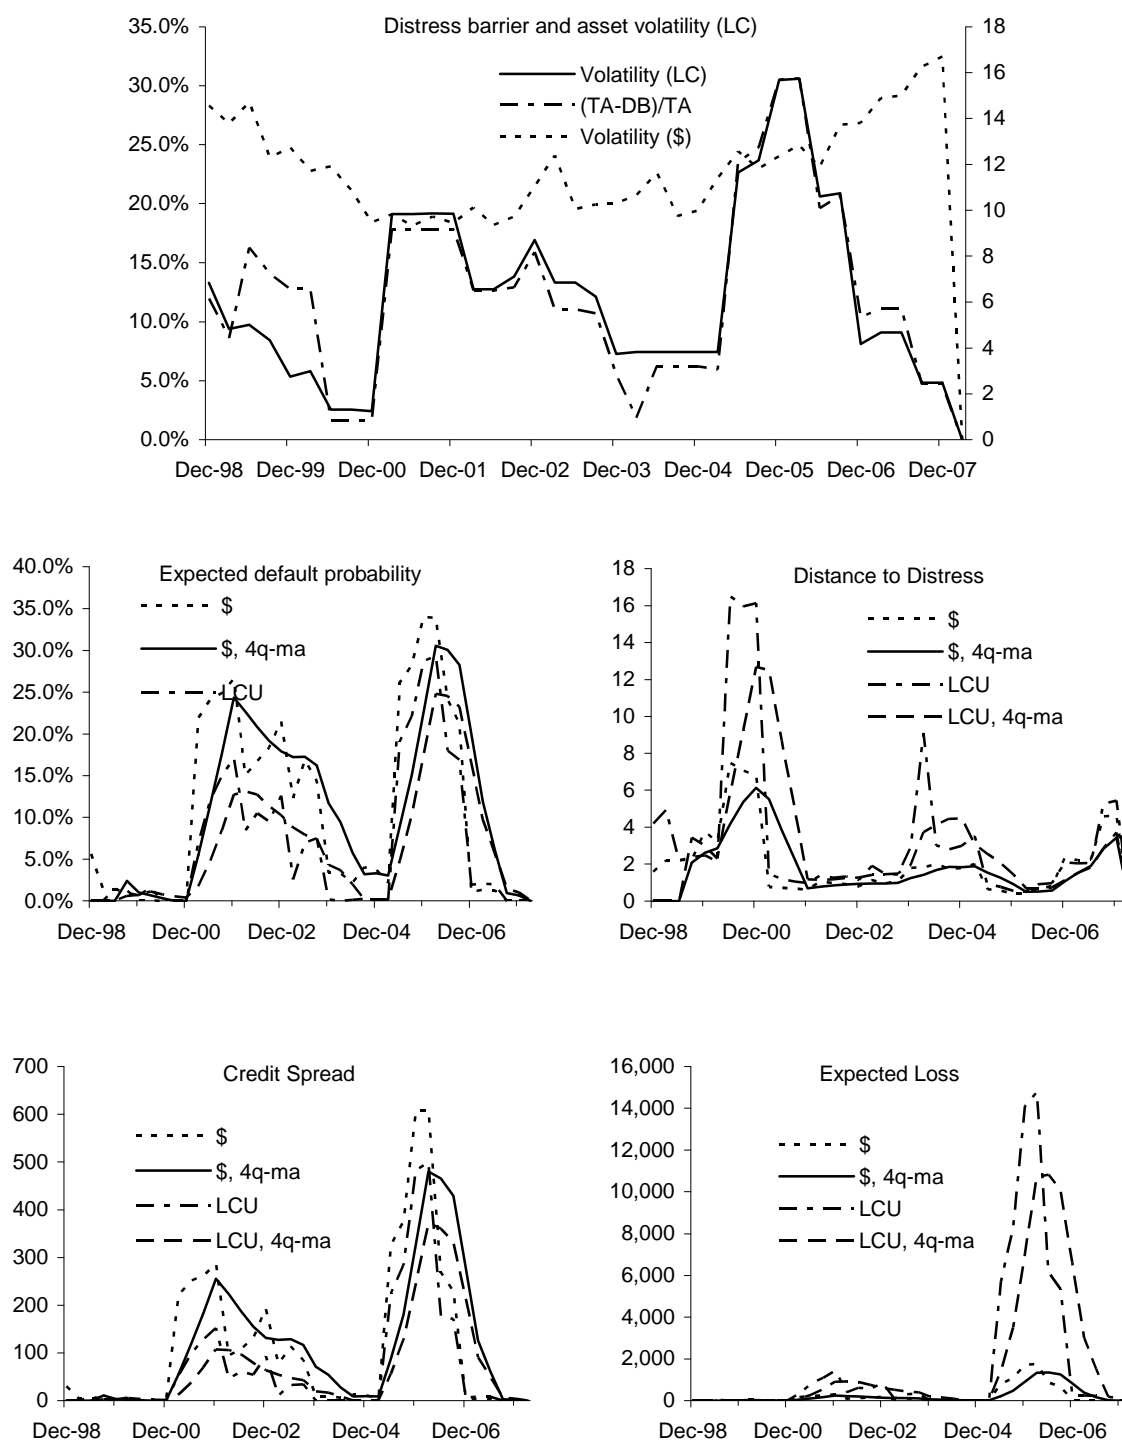 Distress barrier and asset volatility (LC)
Volatility (LC)
(TA-DB)/TA
Volatility ($)
35.0%
30.0%
25.0%
20.0%
15.0%
10.0%
5.0%
0.0%
18
16
14
12
10
8
6
4
2
0
Dec-98 Dec-99 Dec-00 Dec-01 Dec-02 Dec-03 Dec-04 Dec-05 Dec-06 Dec-07
Expected default probability
$
$, 4q-ma
LCU
40.0%
35.0%
30.0%
25.0%
20.0%
15.0%
10.0%
5.0%
0.0%
Dec-98 Dec-00 Dec-02 Dec-04 Dec-06
Distance to Distress
$
$, 4q-ma
LCU
LCU, 4q-ma
18
16
14
12
10
8
6
4
2
0
Dec-98 Dec-00 Dec-02 Dec-04 Dec-06
Credit Spread
$
$, 4q-ma
LCU
LCU, 4q-ma
700
600
500
400
300
200
100
0
Dec-98 Dec-00 Dec-02 Dec-04 Dec-06
Expected Loss
$
$, 4q-ma
LCU
LCU, 4q-ma
16,000
14,000
12,000
10,000
8,000
6,000
4,000
2,000
0
Dec-98 Dec-00 Dec-02 Dec-04 Dec-06